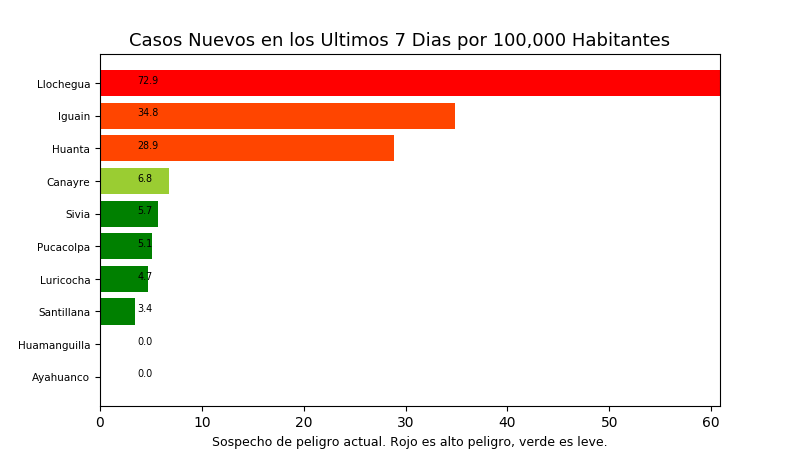 Casos Nuevos en los Ultimos 7 Dias por 100,000 Habitantes
Llochegua 72.9
Iguain 34.8
Huanta 28.9
Canayre 6.8
Sivia 5.7
Pucacolpa 5.1
Luricocha 4.7
Santillana 3.4
Huamanguilla 0.0
Ayahuanco 0.0
0 10 20 30 40 50 60
Sospecho de peligro actual. Rojo es alto peligro, verde es leve.